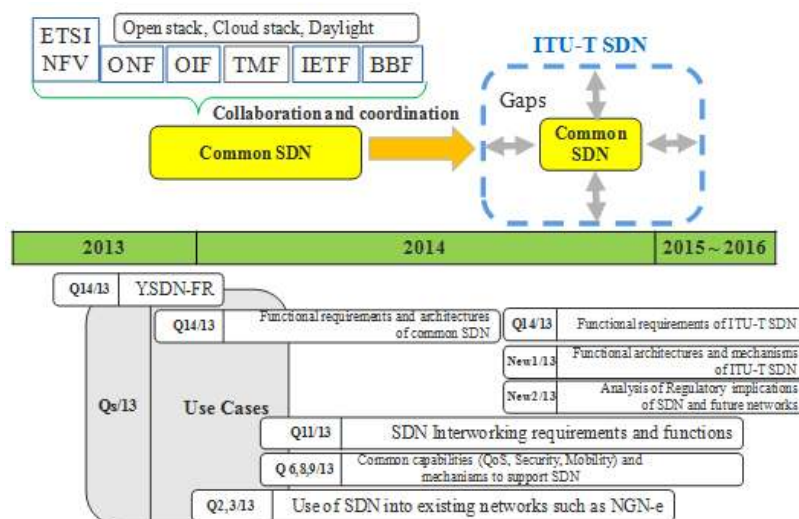 Open stack, Cloud stack, Daylight
ETSI
NFV
ONF
OIF
TMF
IETF
BBF
Collaboration and coordination
Common SDN
ITU-T SDN
Gaps
Common
SDN
2013
2014
2015~2016
Q14/13
Y.SDN-FR
Q14/13
Functional requirements and architectures
of common SDN
Q14/13
Functional requirements of ITU-T SDN
New1/13
Functional architectures and mechanisms
of ITU-T SDN
New2/13
Analysis of Regulatory implications
of SDN and future networks
Qs/13
Use Cases
Q11/13
SDN Interworking requirements and functions
Q 6,8,9/13
Common capabilities (QoS, Security, Mobility) and
mechanisms to support SDN
Q2,3/13
Use of SDN into existing networks such as NGN-e